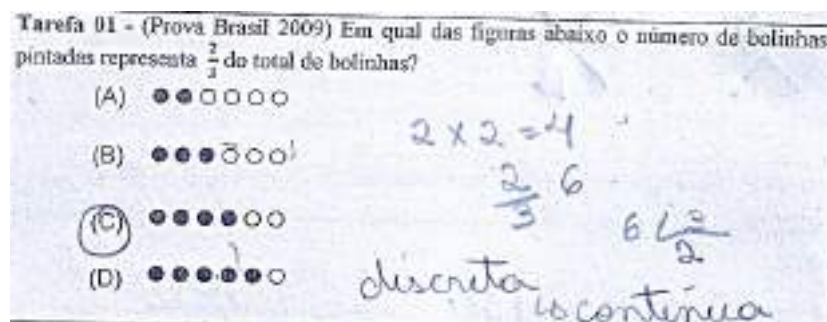 Tarefa 01 - (Prova Brasil 2009) Em qual das figuras abaixo o número de bolinhas
pintadas representa 2/3 do total de bolinhas?
(A)
(B)
(C)
(D)
2 x 2 = 4
2/3 6
6 2
discreta
contínua